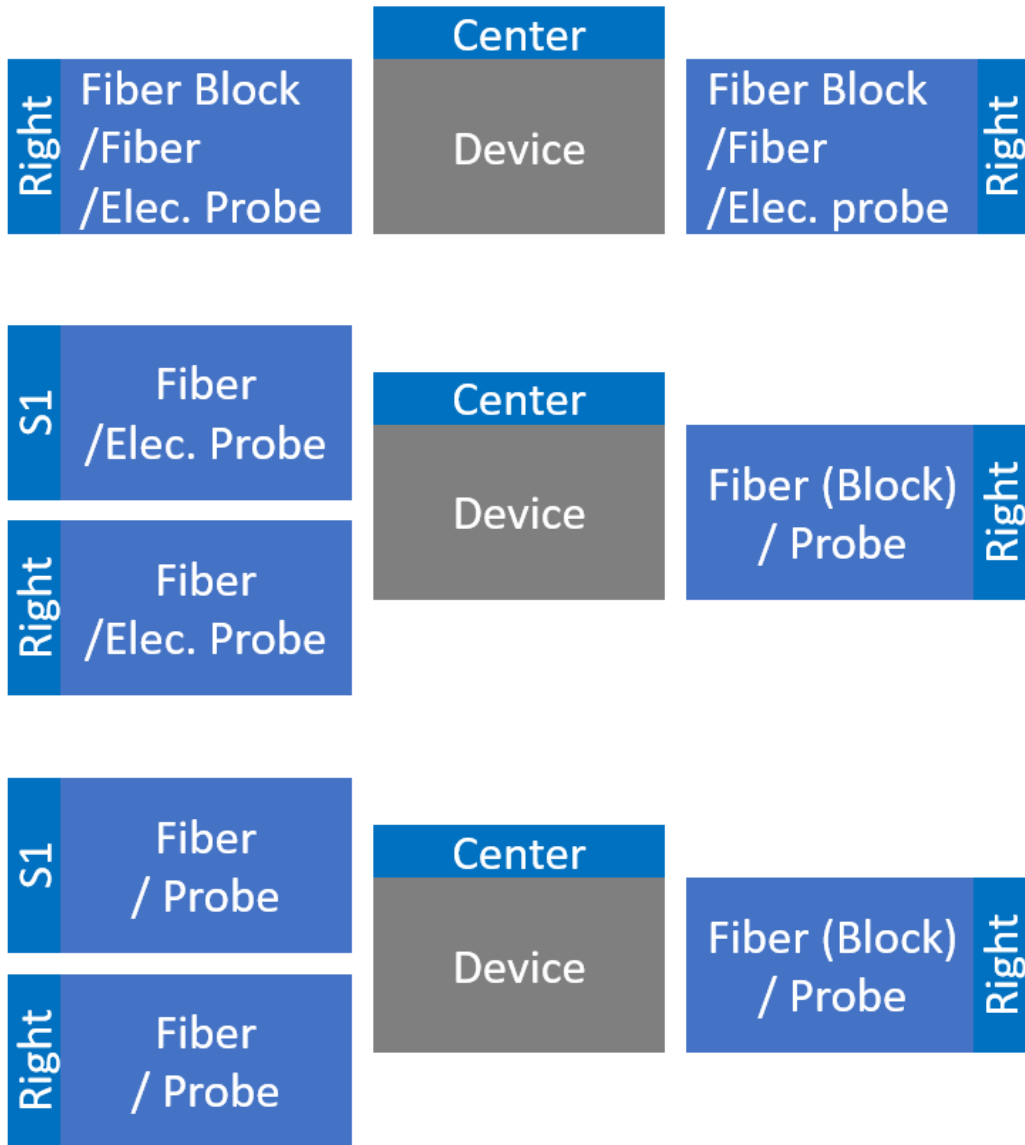 Center
Right
Fiber Block
/Fiber
/Elec. Probe
Device
Fiber Block
/Fiber
/Elec. probe
Right
S1
Fiber
/Elec. Probe
Right
Fiber
/Elec. Probe
Center
Device
Fiber (Block)
/ Probe
Right
S1
Fiber
/ Probe
Right
Fiber
/ Probe
Center
Device
Fiber (Block)
/ Probe
Right